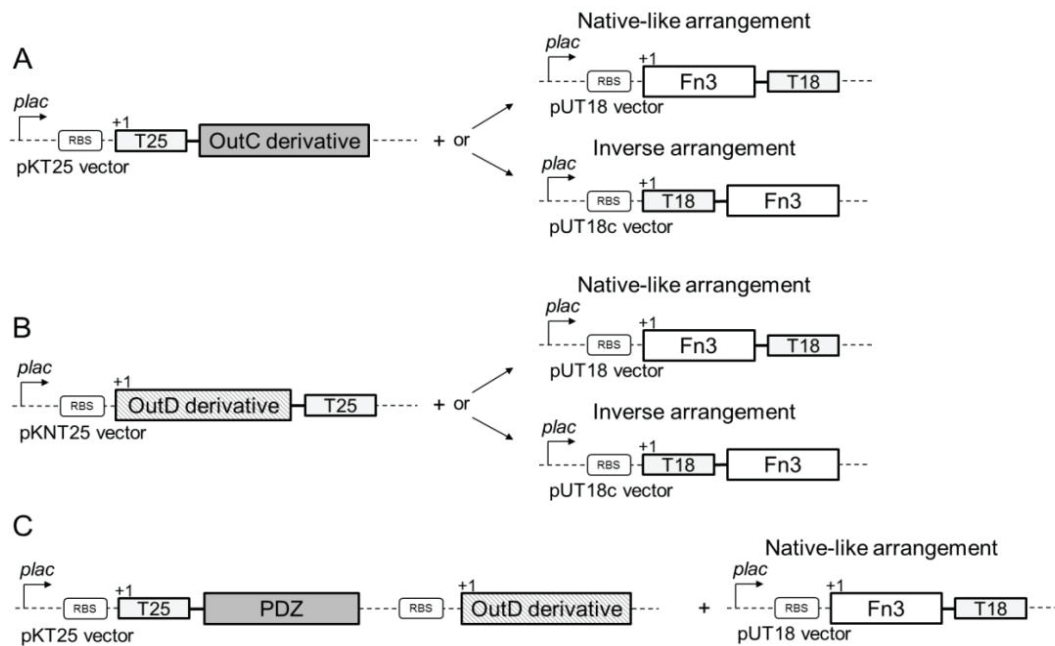 A
plac
RBS
+1
T25
OutC derivative
pKT25 vector
+ or
Native-like arrangement
plac
RBS
+1
Fn3
T18
pUT18 vector
Inverse arrangement
plac
RBS
+1
T18
Fn3
pUT18c vector
B
plac
RBS
+1
OutD derivative
T25
pKNT25 vector
+ or
Native-like arrangement
plac
RBS
+1
Fn3
T18
pUT18 vector
Inverse arrangement
plac
RBS
+1
T18
Fn3
pUT18c vector
C
plac
RBS
+1
T25
PDZ
RBS
+1
OutD derivative
pKT25 vector
+
Native-like arrangement
plac
RBS
+1
Fn3
T18
pUT18 vector